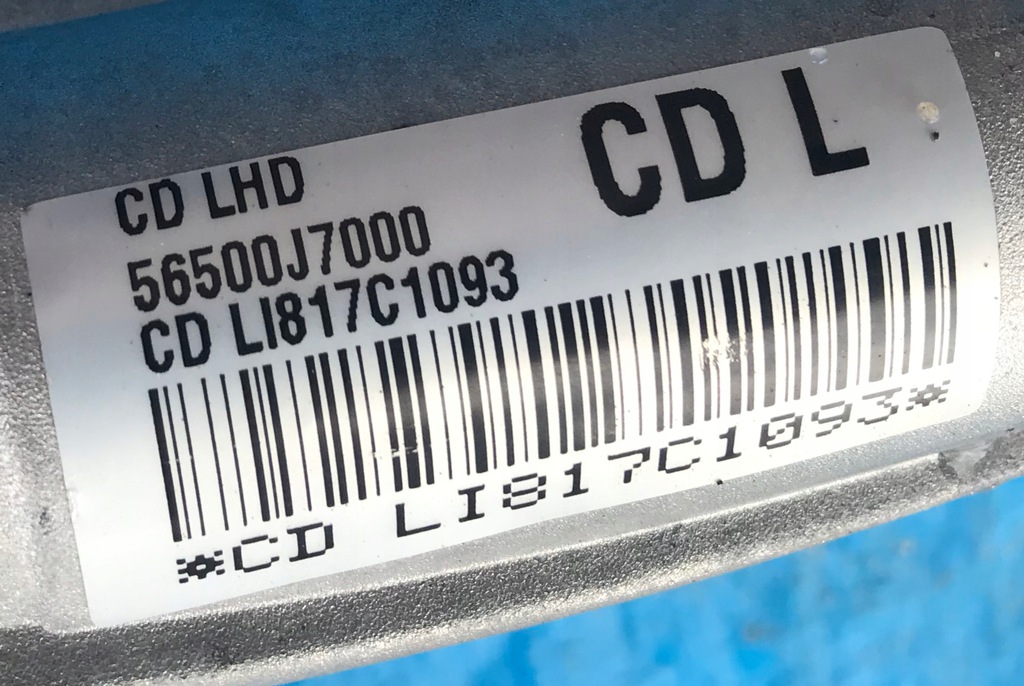 CD LHD
CD L
56500J7000
CD LI817C1093
*CD LI817C1093*